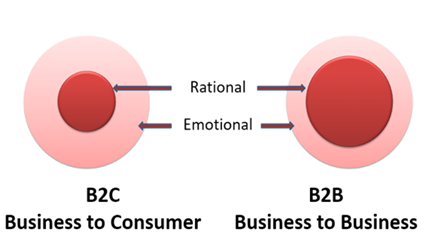 Rational
Emotional
B2C
Business to Consumer
B2B
Business to Business